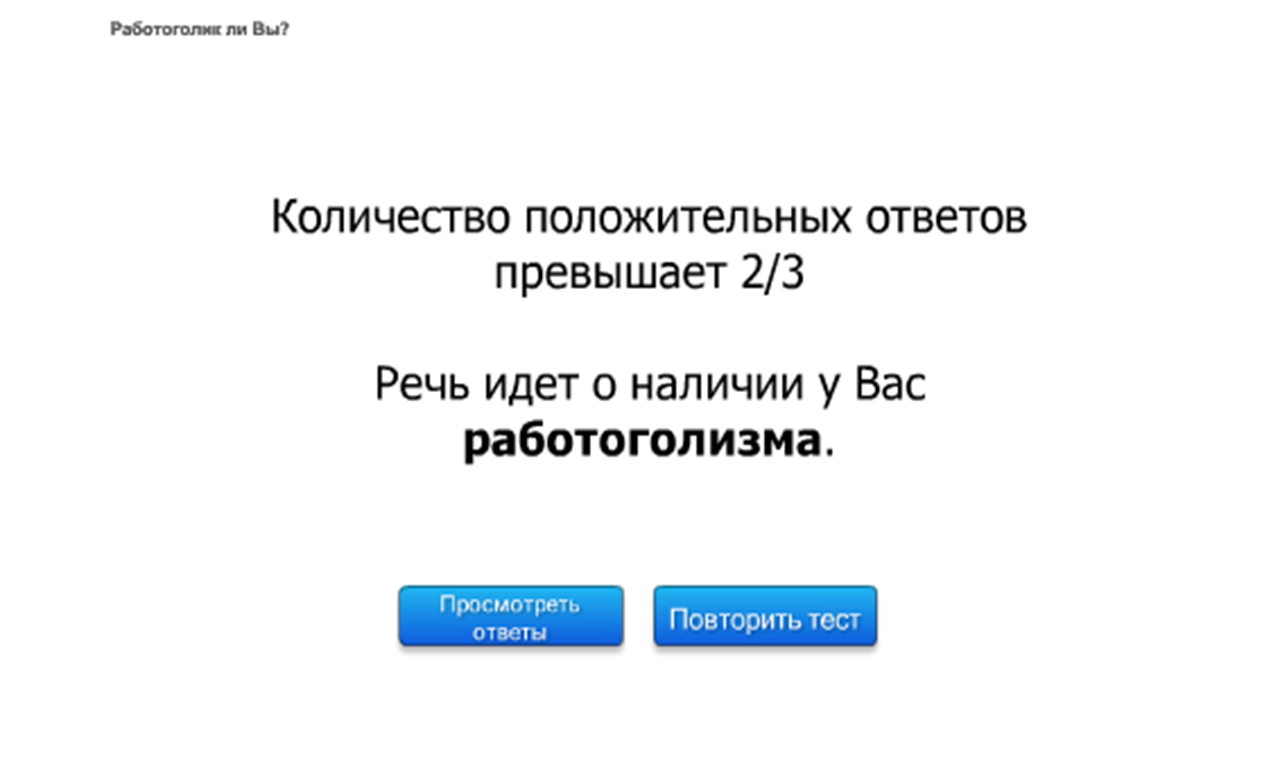 Работоголик ли Вы?
Количество положительных ответов
превышает 2/3
Речь идет о наличии у Вас
работоголизма.
Просмотреть
ответы
Повторить тест